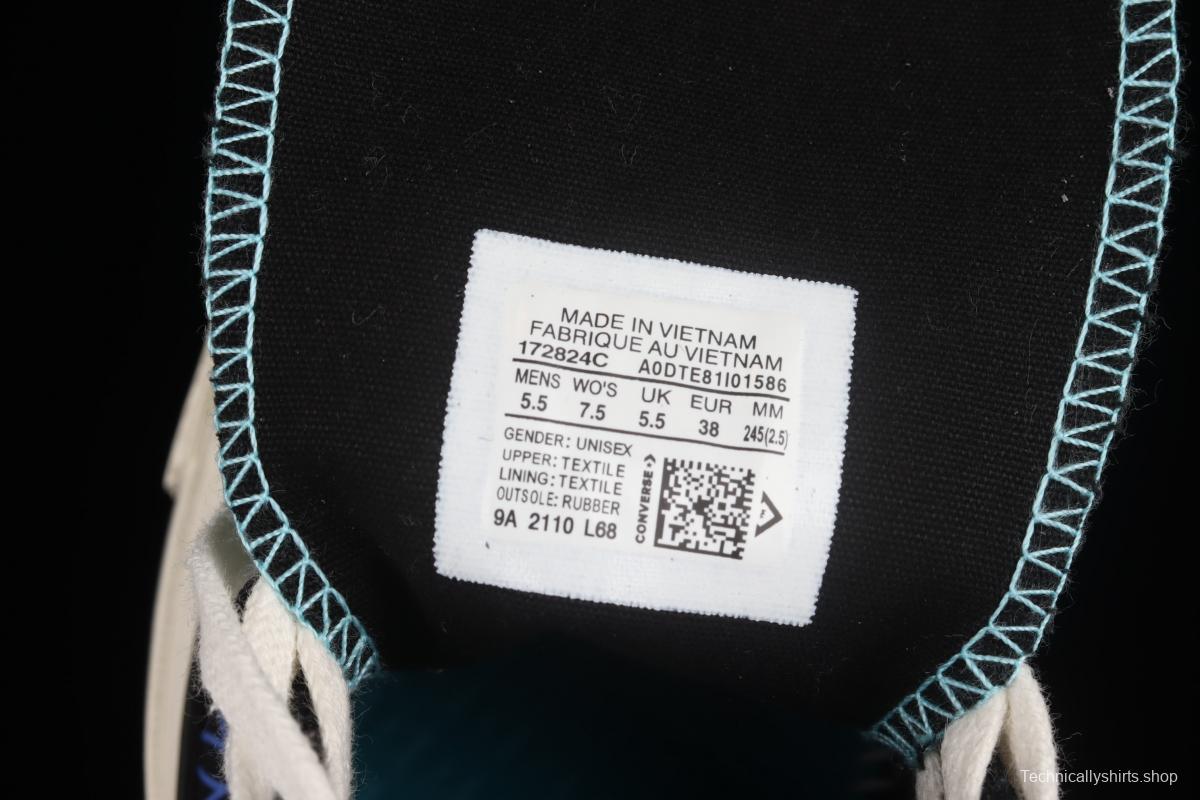 MADE IN VIETNAM
FABRIQUE AU VIETNAM
172824C A0DTE81I01586
MENS WO'S UK EUR MM
5.5 7.5 5.5 38 245(2.5)
GENDER: UNISEX
UPPER: TEXTILE
LINING: TEXTILE
OUTSOLE: RUBBER
9A 2110 L68
CONVERSE
Technicallyshirts.shop